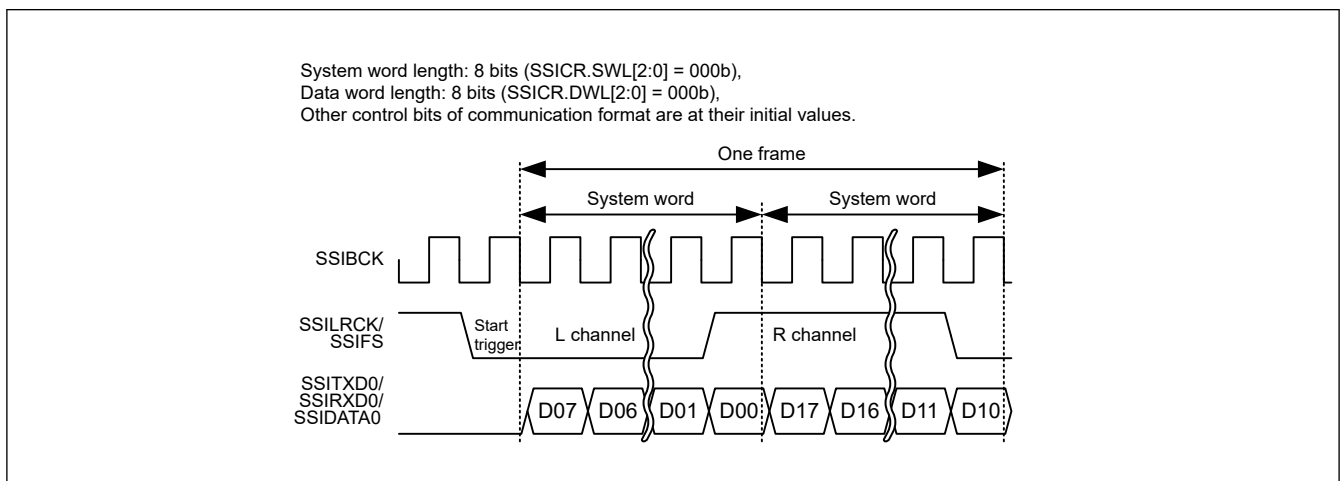 System word length: 8 bits (SSICR.SWL[2:0] = 000b),
Data word length: 8 bits (SSICR.DWL[2:0] = 000b),
Other control bits of communication format are at their initial values.
One frame
System word
System word
SSIBCK
SSILRCK/
SSIFS
Start
trigger
L channel
R channel
SSITXD0/
SSIRXD0/
SSIDATA0
D07 D06 D01 D00 D17 D16 D11 D10